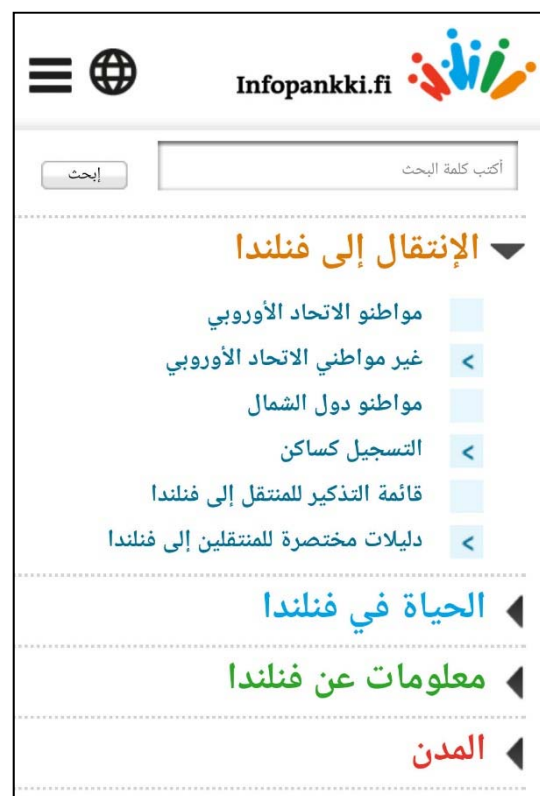 Infopankki.fi
أكتب كلمة البحث
إبحث
الإنتقال إلى فنلندا
مواطنو الاتحاد الأوروبي
غير مواطني الاتحاد الأوروبي
مواطنو دول الشمال
التسجيل كساكن
قائمة التذكير للمنتقل إلى فنلندا
دليلات مختصرة للمنتقلين إلى فنلندا
الحياة في فنلندا
معلومات عن فنلندا
المدن